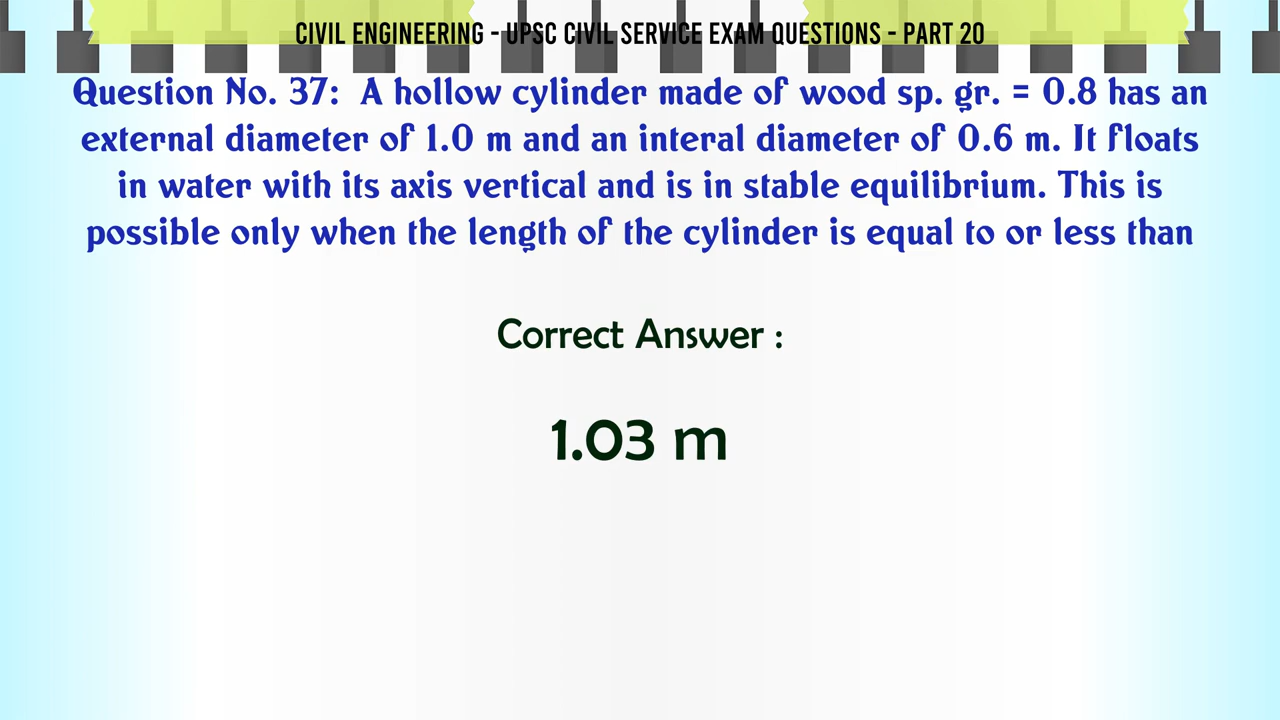 CIVIL ENGINEERING - UPSC CIVIL SERVICE EXAM QUESTIONS - PART 20
Question No. 37: A hollow cylinder made of wood sp. gr. = 0.8 has an
external diameter of 1.0 m and an interal diameter of 0.6 m. It floats
in water with its axis vertical and is in stable equilibrium. This is
possible only when the length of the cylinder is equal to or less than
Correct Answer :
1.03 m